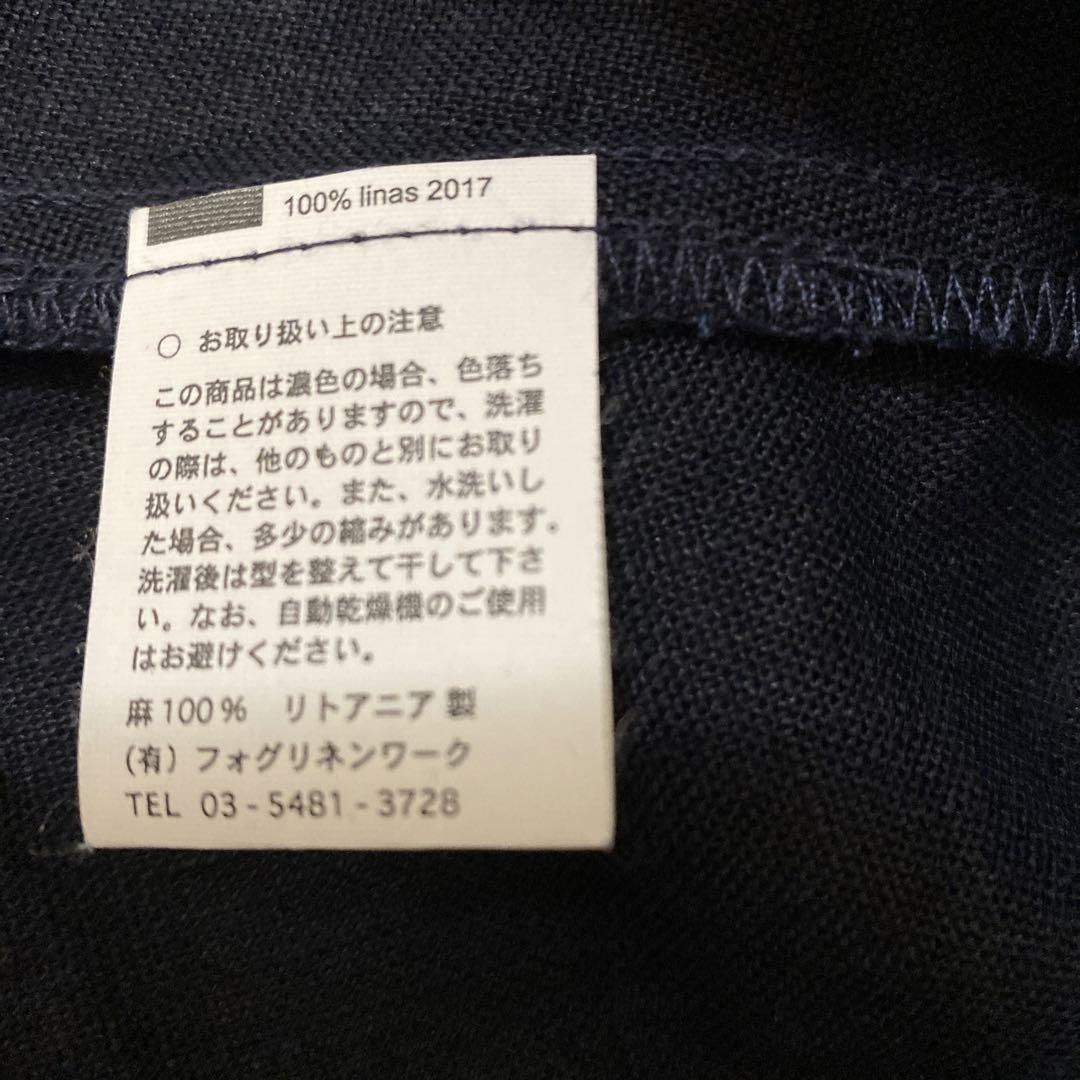 100% linas 2017
○ お取り扱い上の注意
この商品は濃色の場合、色落ち
することがありますので、洗濯
の際は、他のものと別にお取り
扱いください。また、水洗いし
た場合、多少の縮みがあります。
洗濯後は型を整えて干して下さ
い。なお、自動乾燥機のご使用
はお避けください。
麻100% リトアニア製
(有) フォグリネンワーク
TEL 03-5481-3728